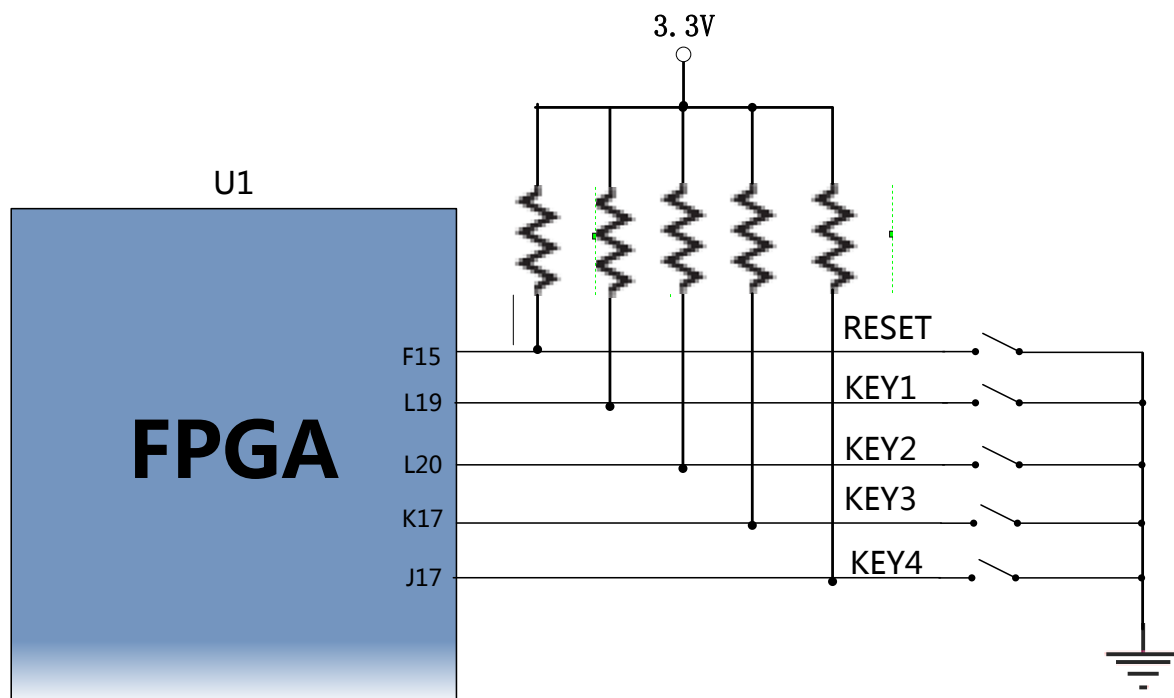 3.3V
U1
FPGA
F15
RESET
L19
KEY1
L20
KEY2
K17
KEY3
J17
KEY4